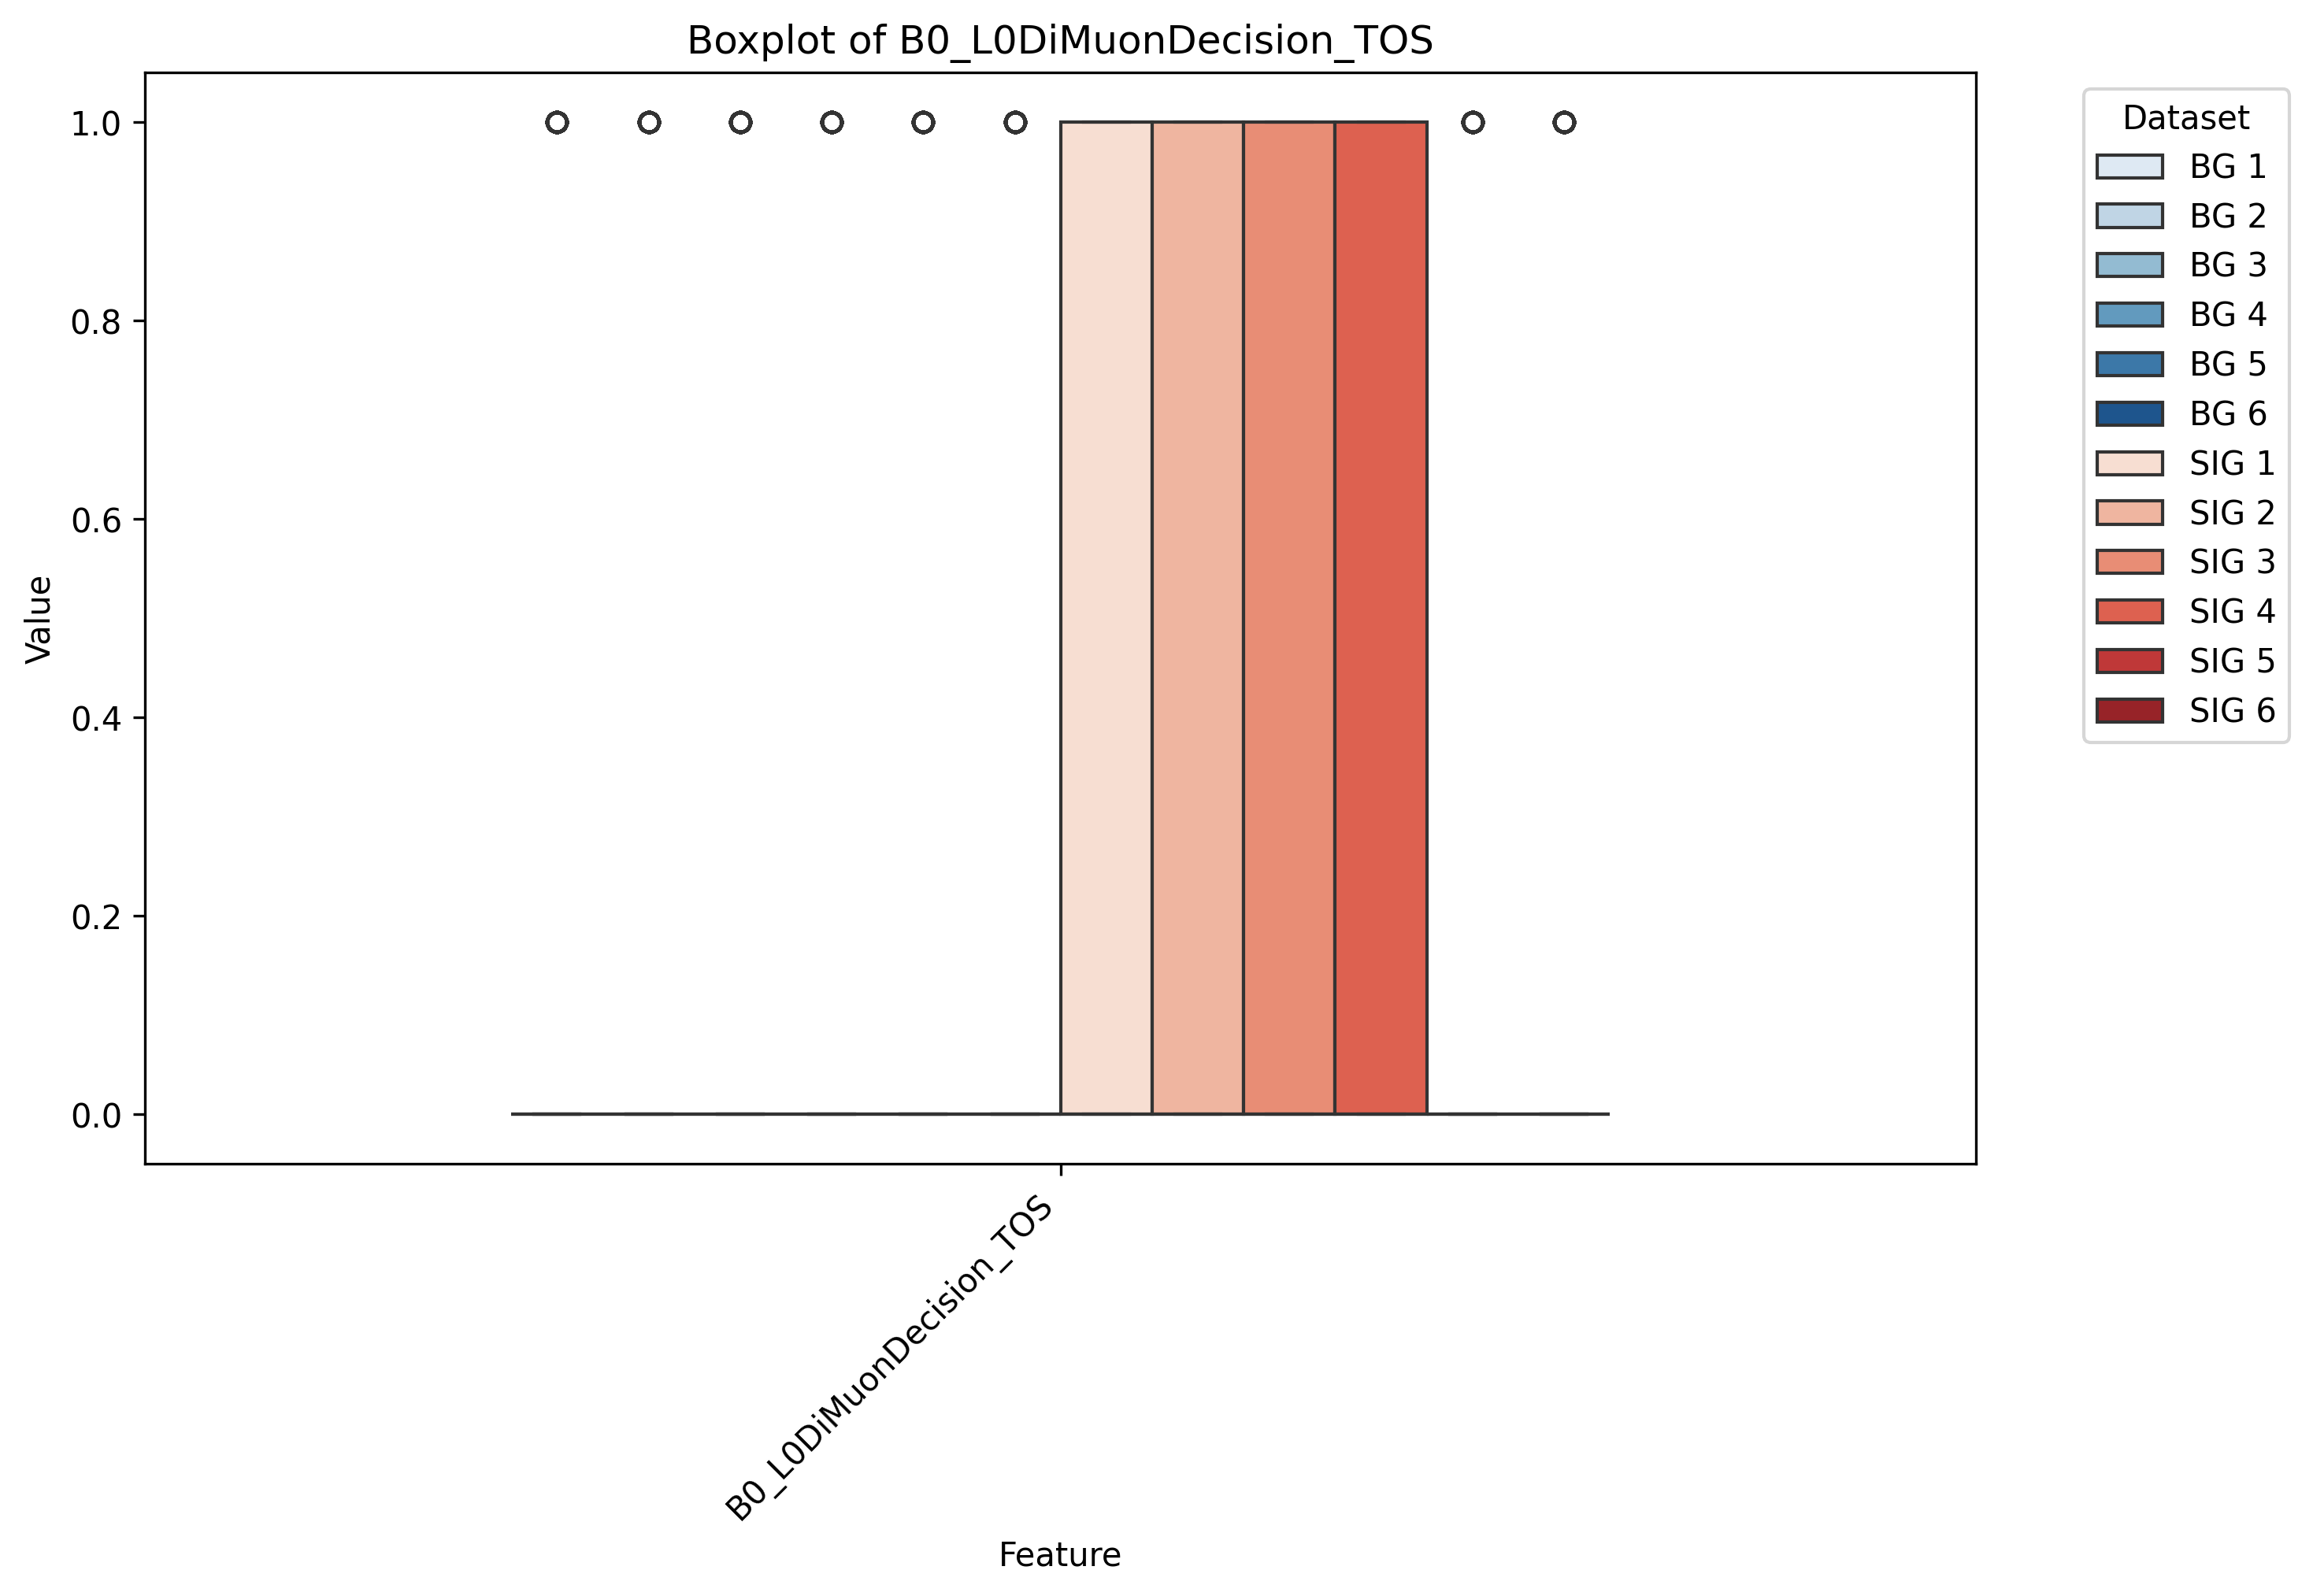 Boxplot of B0_L0DiMuonDecision_TOS
1.0
0.8
0.6
0.4
0.2
0.0
Value
B0_L0DiMuonDecision_TOS
Feature
Dataset
BG 1
BG 2
BG 3
BG 4
BG 5
BG 6
SIG 1
SIG 2
SIG 3
SIG 4
SIG 5
SIG 6